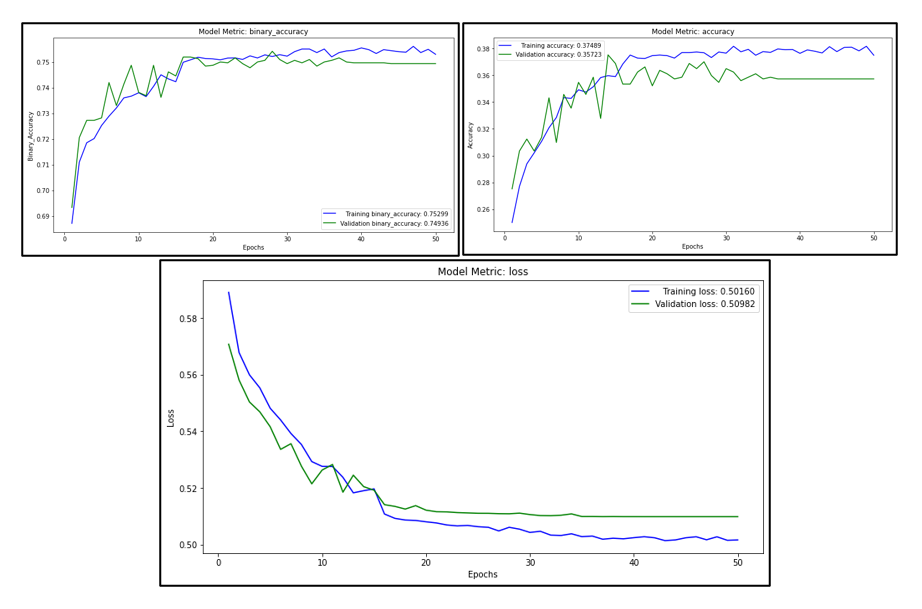 Model Metric: binary_accuracy
Binary_Accuracy
0.75
0.74
0.73
0.72
0.71
0.70
0.69
Training binary_accuracy: 0.75299
Validation binary_accuracy: 0.74936
0 10 20 30 40 50
Epochs
Model Metric: accuracy
Training accuracy: 0.37489
Validation accuracy: 0.35723
Accuracy
0.38
0.36
0.34
0.32
0.30
0.28
0.26
0 10 20 30 40 50
Epochs
Model Metric: loss
Training loss: 0.50160
Validation loss: 0.50982
Loss
0.58
0.56
0.54
0.52
0.50
0 10 20 30 40 50
Epochs